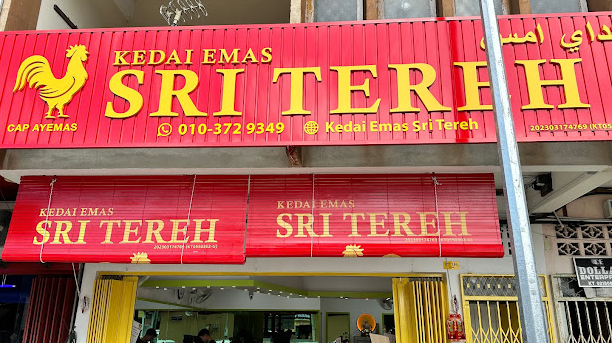 KEDAI EMAS
SRI TEREH
CAP AYEMAS
010-372 9349
Kedai Emas Sri Tereh
202303174769
KEDAI EMAS
SRI TEREH
KEDAI EMAS
SRI TEREH